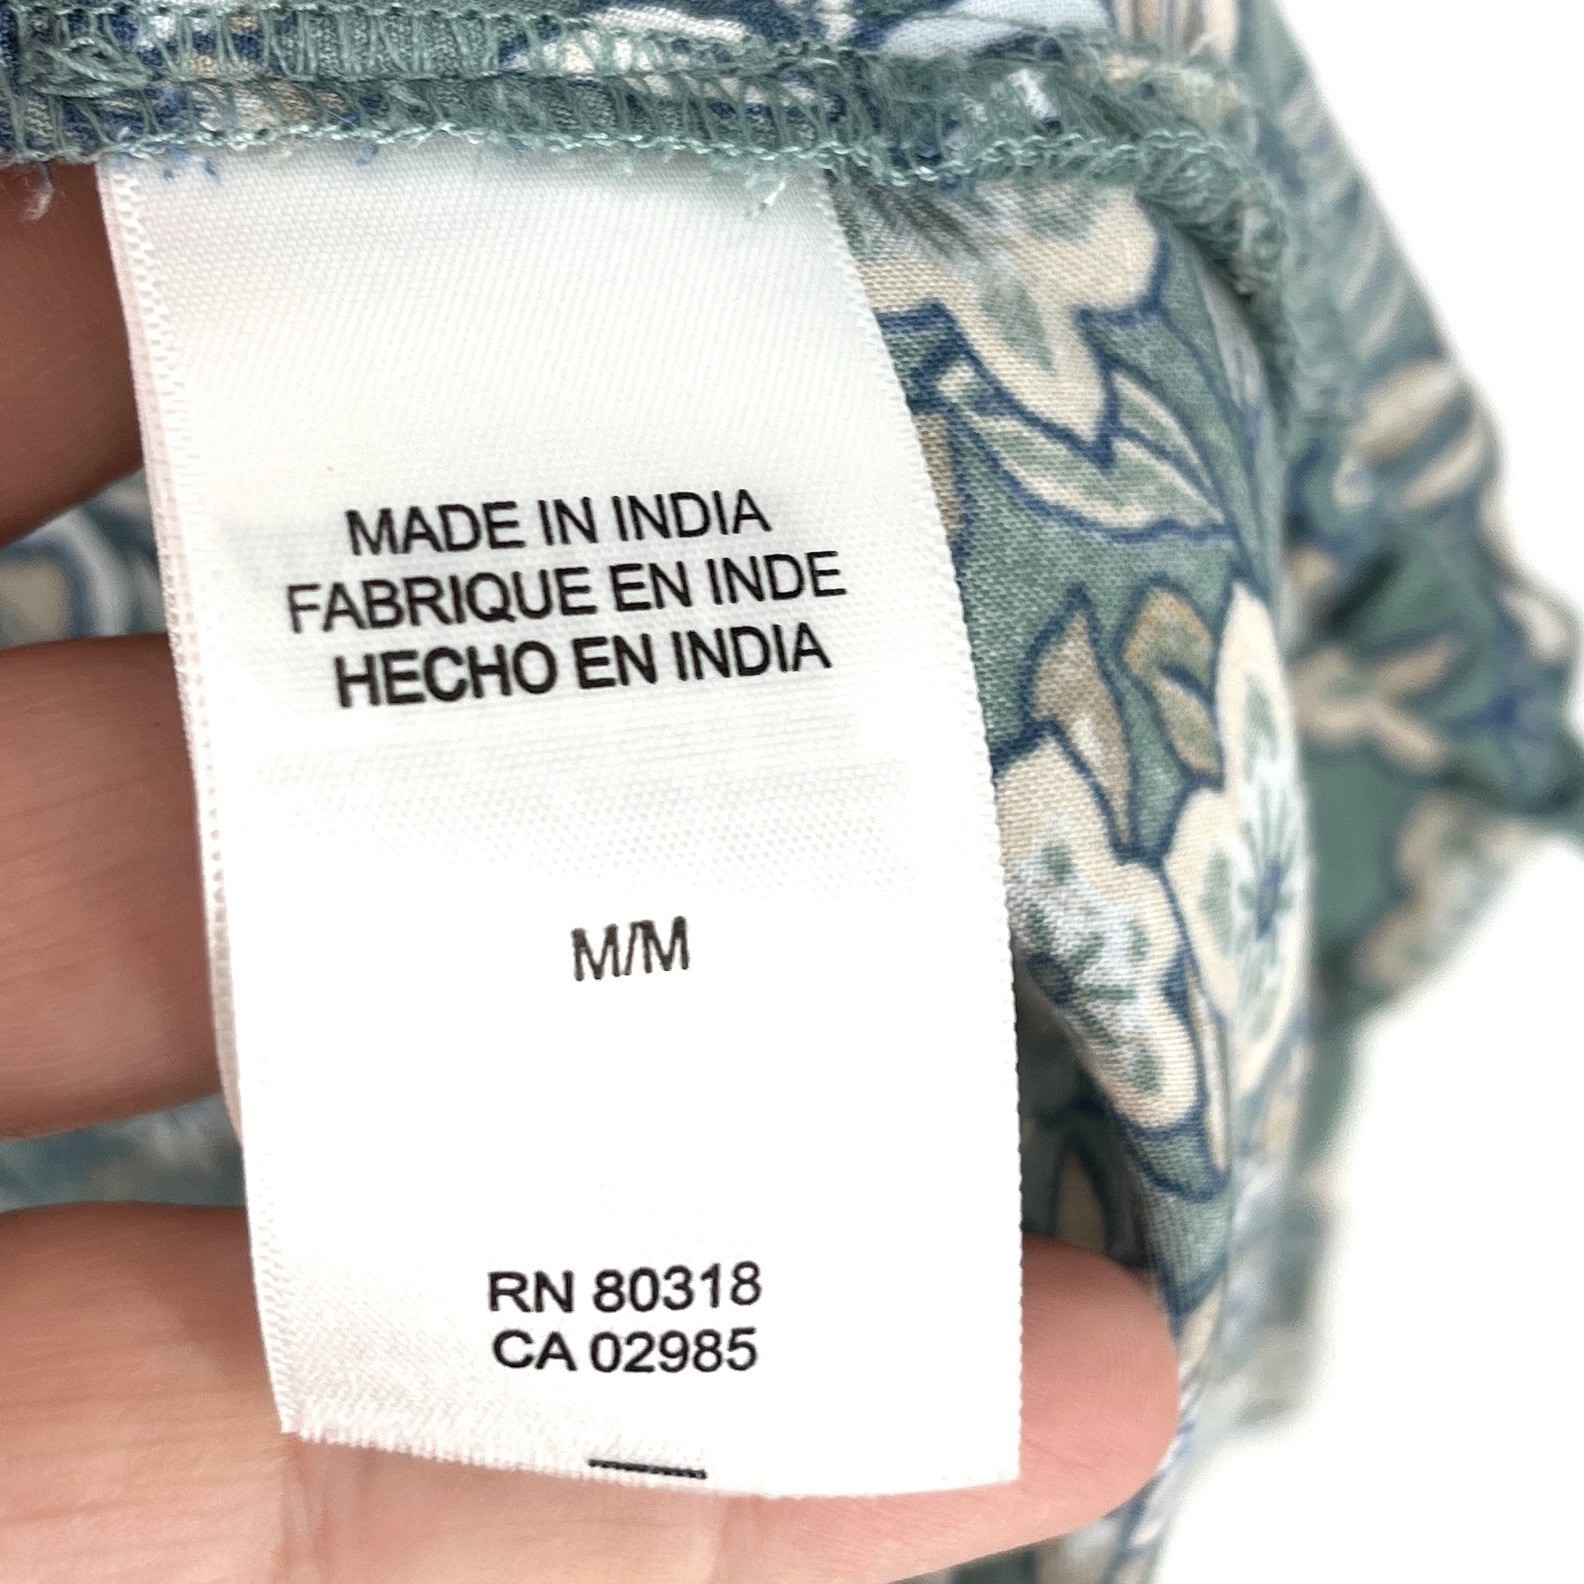 MADE IN INDIA
FABRIQUE EN INDE
HECHO EN INDIA
M/M
RN 80318
CA 02985